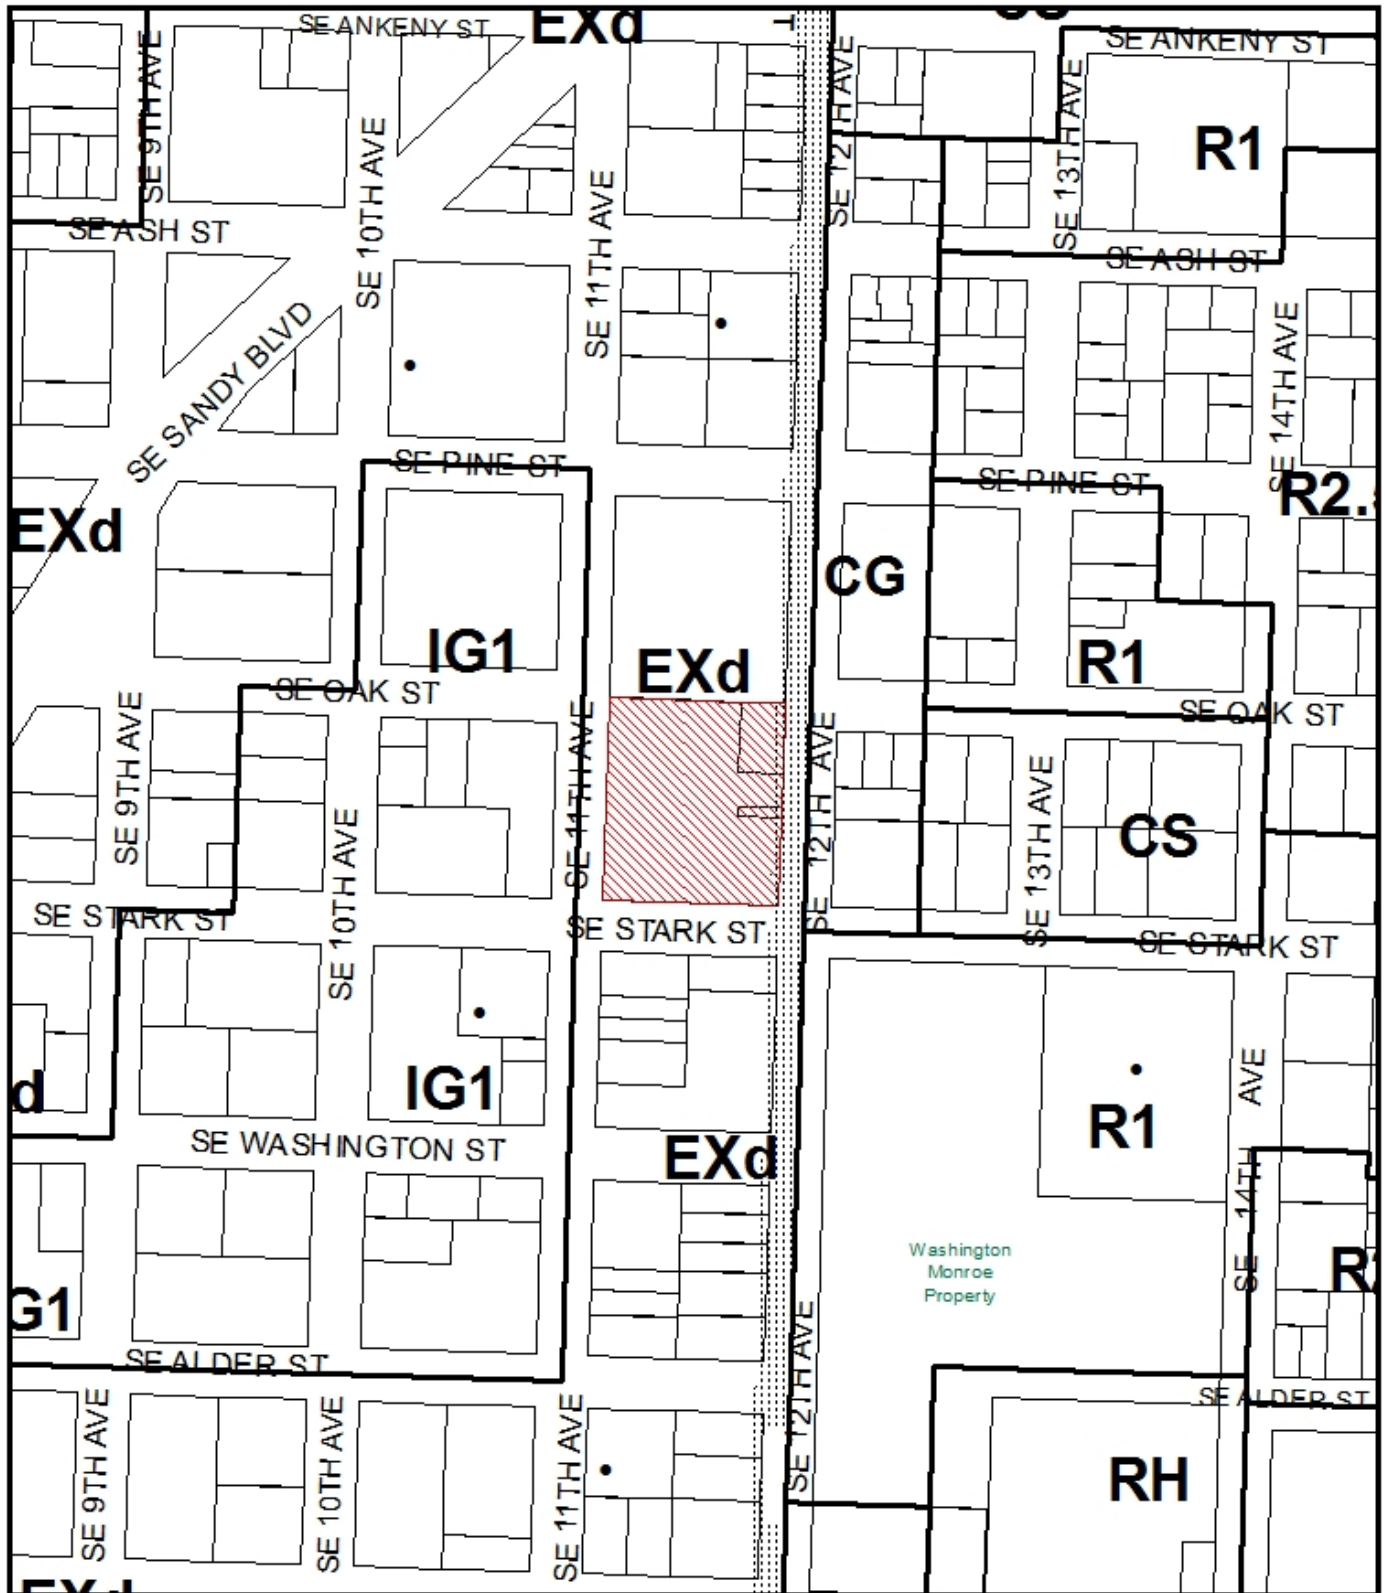 SE ANKENY ST
EXd
T
SE ANKENY ST
SE 9TH AVE
SE 10TH AVE
SE 11TH AVE
SE 12TH AVE
SE 13TH AVE
R1
SE ASH ST
SE ASH ST
SE SANDY BLVD
SE 14TH AVE
SE PINE ST
SE PINE ST
EXd
CG
IG1
EXd
R1
SE OAK ST
SE OAK ST
SE 9TH AVE
SE 10TH AVE
SE 11TH AVE
SE 12TH AVE
SE 13TH AVE
CS
SE STARK ST
SE STARK ST
SE STARK ST
d
IG1
R1
SE 14TH AVE
SE WASHINGTON ST
EXd
Washington
Monroe
Property
G1
SE ALDER ST
SE ALDER ST
SE 9TH AVE
SE 10TH AVE
SE 11TH AVE
SE 12TH AVE
RH
EXd